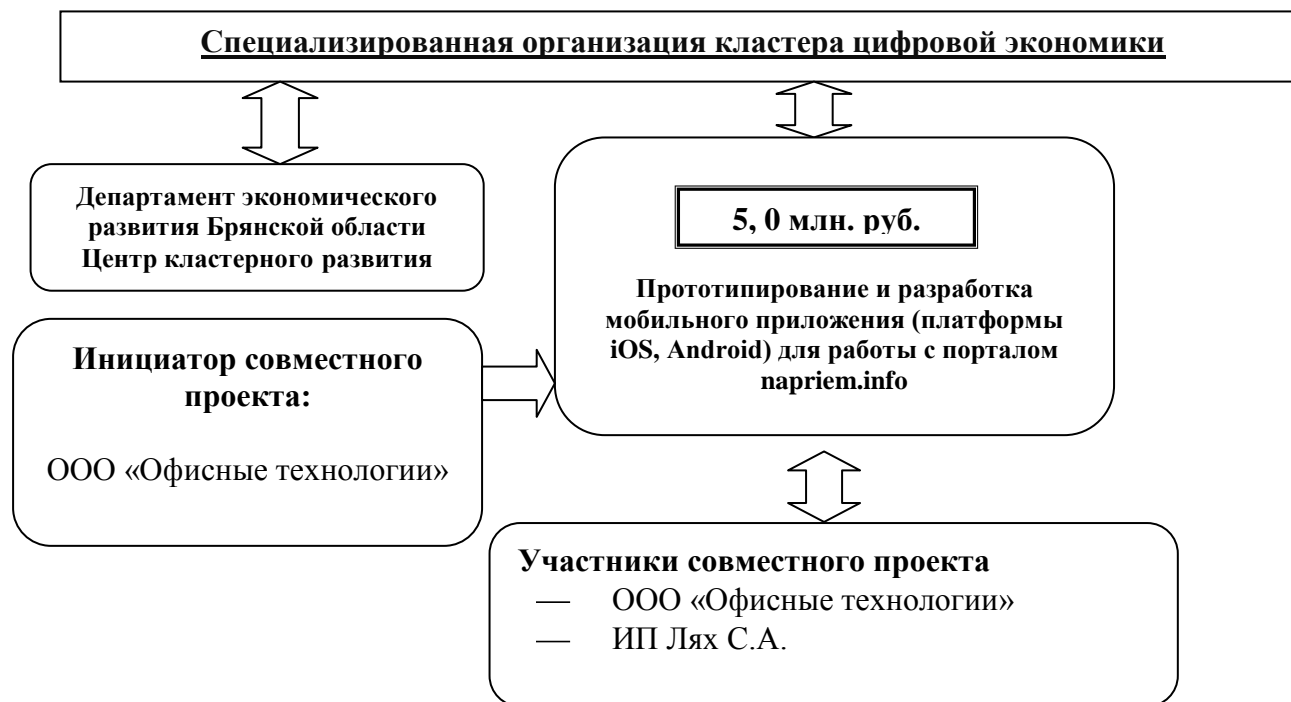 Специализированная организация кластера цифровой экономики
Департамент экономического
развития Брянской области
Центр кластерного развития
5, 0 млн. руб.
Прототипирование и разработка
мобильного приложения (платформы
iOS, Android) для работы с порталом
napriem.info
Инициатор совместного
проекта:
ООО «Офисные технологии»
Участники совместного проекта
— ООО «Офисные технологии»
— ИП Лях С.А.